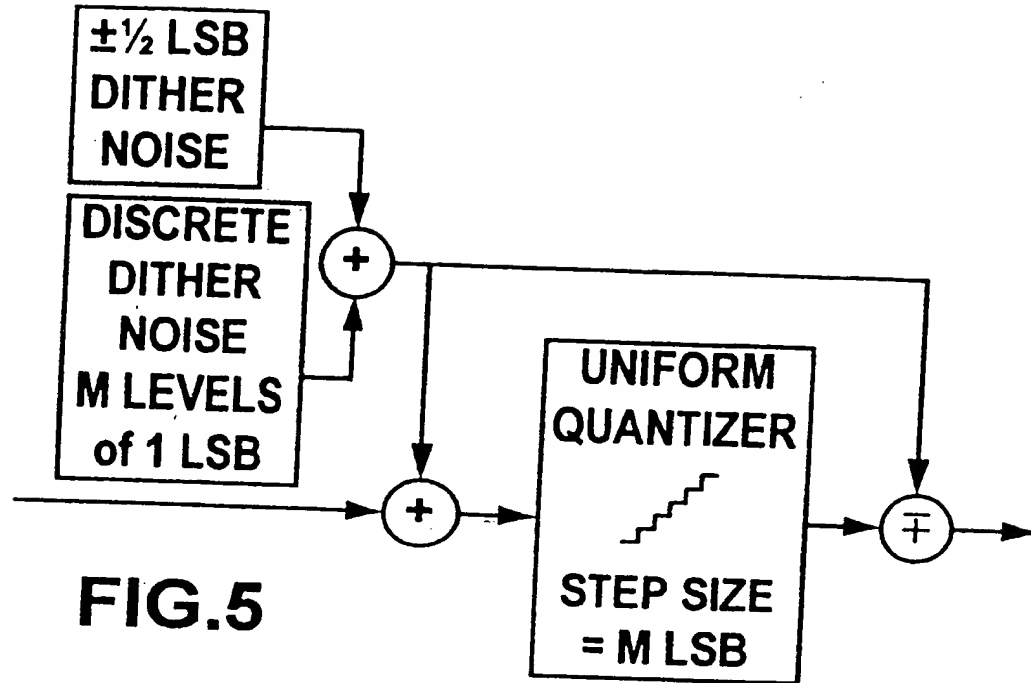 ±½ LSB
DITHER
NOISE
DISCRETE
DITHER
NOISE
M LEVELS
of 1 LSB
+
+
UNIFORM
QUANTIZER
STEP SIZE
= M LSB
∓
FIG.5